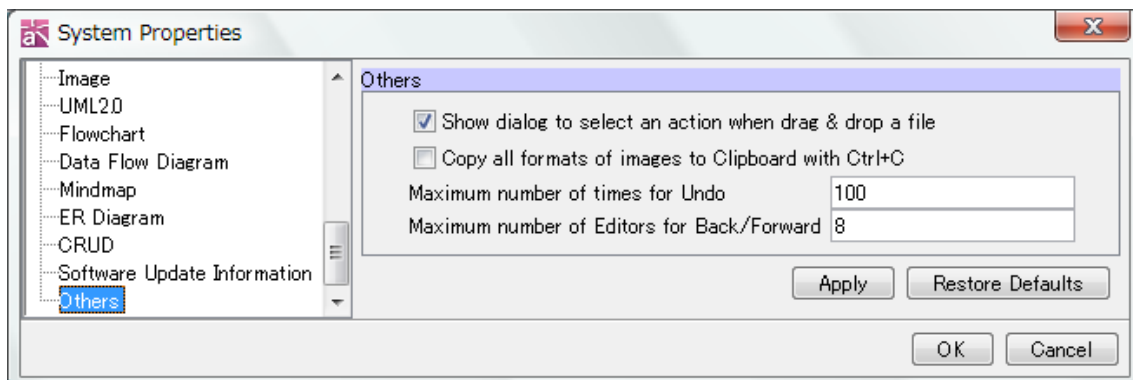 System Properties
Image
UML2.0
Flowchart
Data Flow Diagram
Mindmap
ER Diagram
CRUD
Software Update Information
Others
Others
Show dialog to select an action when drag & drop a file
Copy all formats of images to Clipboard with Ctrl+C
Maximum number of times for Undo 100
Maximum number of Editors for Back/Forward 8
Apply Restore Defaults
OK Cancel